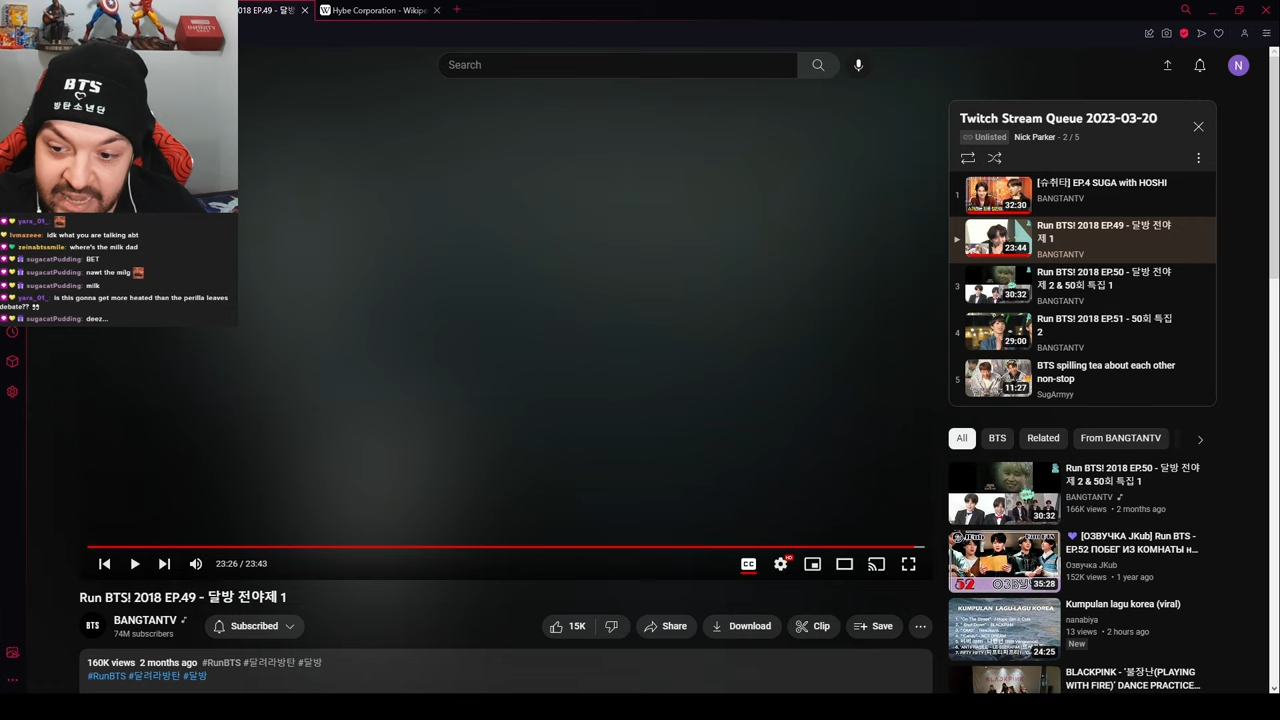 2018 EP.49 - 달방
Hybe Corporation - Wikipe
BTS
방탄소년단
INFINITY
yara_01_:
lvmazeee: idk what you are talking abt
zeinabtssmile: where's the milk dad
sugacatPudding: BET
sugacatPudding: nawt the milg
sugacatPudding: milk
yara_01_: is this gonna get more heated than the perilla leaves
debate??
sugacatPudding: deez...
Search
N
Twitch Stream Queue 2023-03-20
Unlisted Nick Parker - 2 / 5
1
[슈취타] EP.4 SUGA with HOSHI
BANGTANTV
32:30
Run BTS! 2018 EP.49 - 달방 전야
제 1
BANGTANTV
23:44
3
Run BTS! 2018 EP.50 - 달방 전야
제 2 & 50회 특집 1
BANGTANTV
30:32
4
Run BTS! 2018 EP.51 - 50회 특집
2
BANGTANTV
29:00
5
BTS spilling tea about each other
non-stop
SugArmyy
11:27
All BTS Related From BANGTANTV
Run BTS! 2018 EP.50 - 달방 전야
제 2 & 50회 특집 1
BANGTANTV
166K views • 2 months ago
30:32
[ОЗВУЧКА JKub] Run BTS -
EP.52 ПОБЕГ ИЗ КОМНАТЫ н...
Озвучка JKub
152K views • 1 year ago
52
35:28
Kumpulan lagu korea (viral)
nanabiya
13 views • 2 hours ago
New
KUMPULAN LAGU-LAGU KOREA
24:25
BLACKPINK - '불장난(PLAYING
WITH FIRE)' DANCE PRACTICE...
CC
HD
23:26 / 23:43
Run BTS! 2018 EP.49 - 달방 전야제 1
BTS
BANGTANTV
74M subscribers
Subscribed
15K
Share
Download
Clip
Save
160K views 2 months ago #RunBTS #달려라방탄 #달방
#RunBTS #달려라방탄 #달방